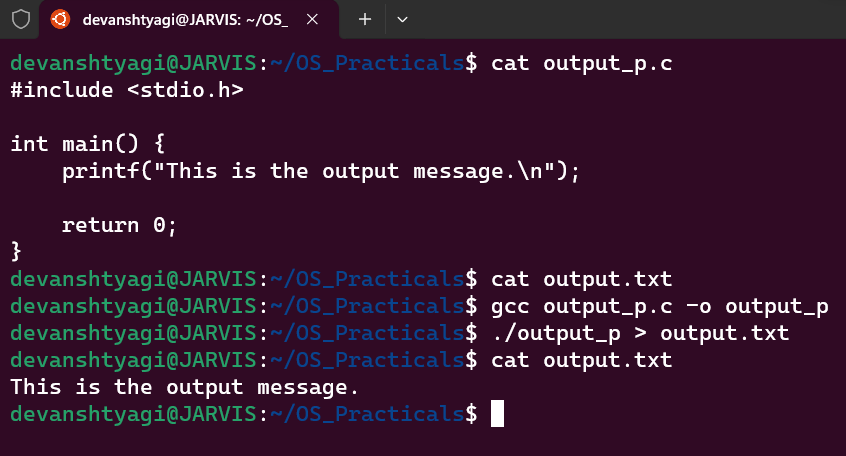 devanshtyagi@JARVIS: ~/OS_
devanshtyagi@JARVIS:~/OS_Practicals$ cat output_p.c
#include <stdio.h>
int main() {
    printf("This is the output message.\n");
    return 0;
}
devanshtyagi@JARVIS:~/OS_Practicals$ cat output.txt
devanshtyagi@JARVIS:~/OS_Practicals$ gcc output_p.c -o output_p
devanshtyagi@JARVIS:~/OS_Practicals$ ./output_p > output.txt
devanshtyagi@JARVIS:~/OS_Practicals$ cat output.txt
This is the output message.
devanshtyagi@JARVIS:~/OS_Practicals$